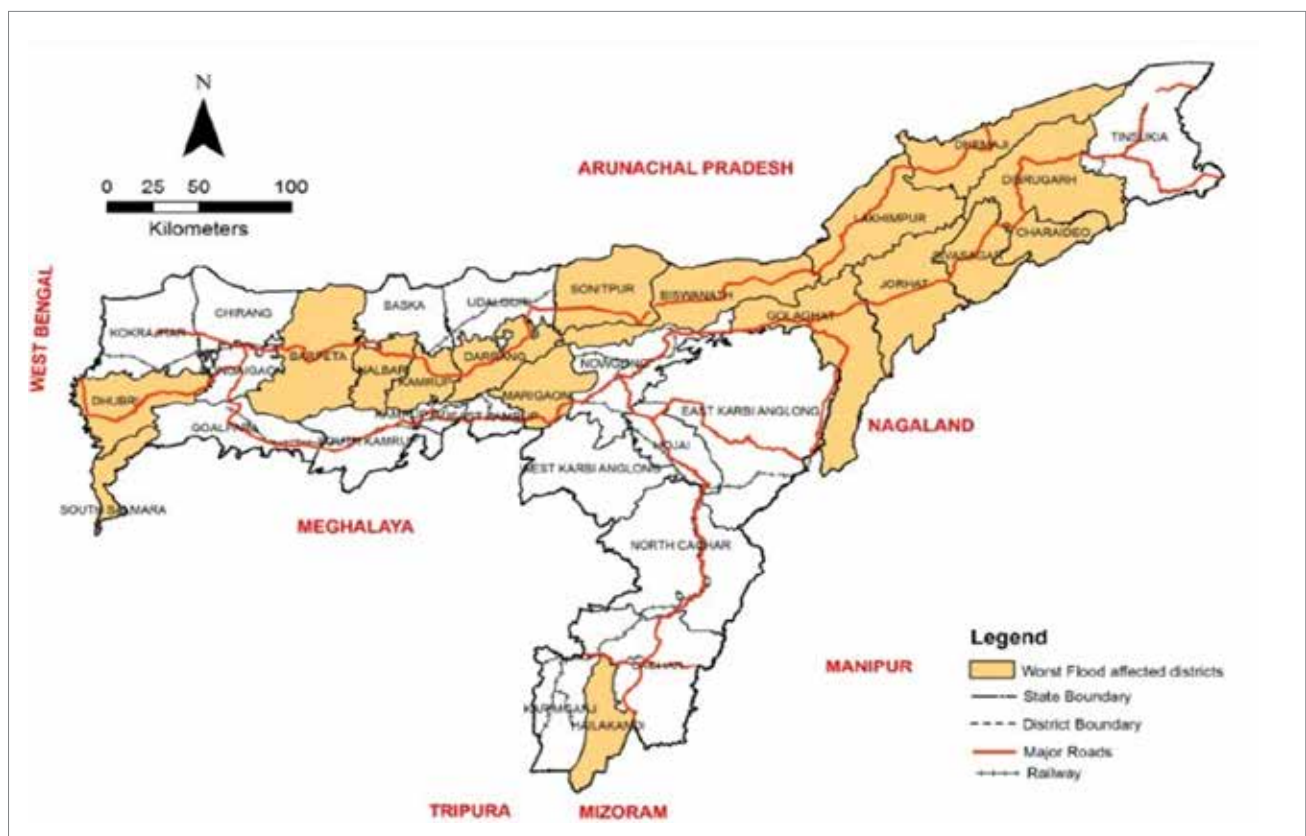 N
ARUNACHAL PRADESH
0 25 50 100
Kilometers
WEST BENGAL
TINSUKIA
DHEMAJI
DIBRUGARH
LAKHIMPUR
CHARAIDEO
SIVASAGAR
JORHAT
SONITPUR
BISWANATH
GOLAGHAT
UDALGURI
BASKA
CHIRANG
KOKRAJHAR
BARPETA
NALBARI
KAMRUP
DARRANG
NOWGONG
MARIGAON
DHUBRI
GOALPARA
SOUTH KAMRUP
EAST KARBI ANGLONG
NAGALAND
HOJAI
WEST KARBI ANGLONG
SOUTH SALMARA
MEGHALAYA
NORTH CACHAR
CACHAR
MANIPUR
KARIMGANJ
HAILAKANDI
TRIPURA
MIZORAM
Legend
Worst Flood affected districts
State Boundary
District Boundary
Major Roads
Railway